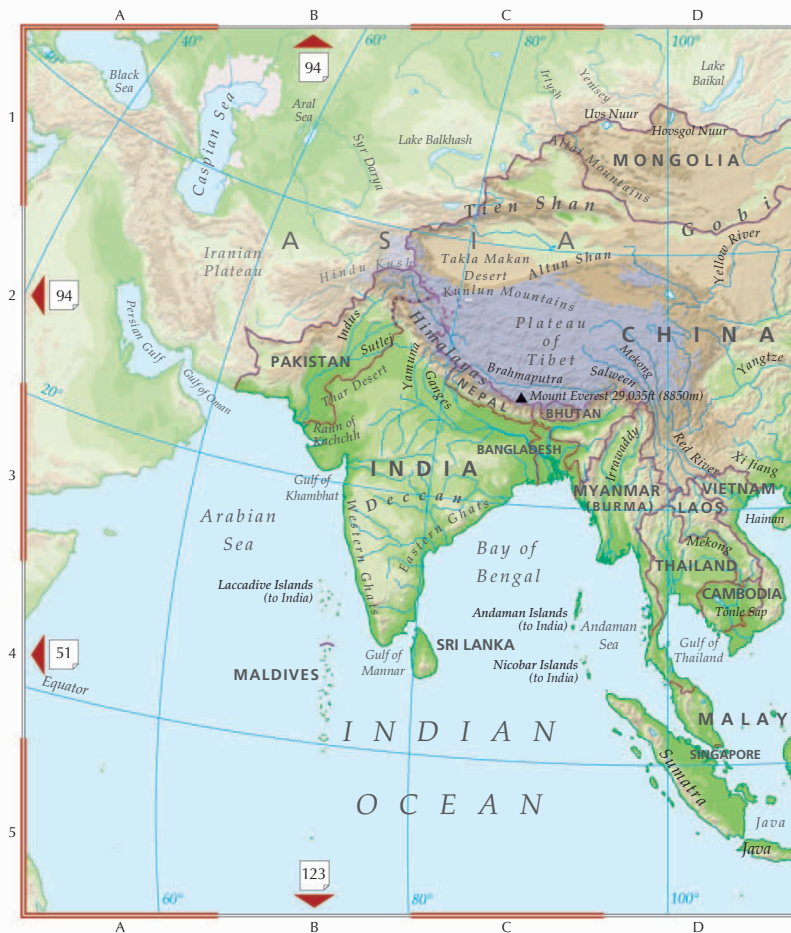 A
B
C
D
40°
40°
60°
80°
100°
94
Black
Sea
Caspian Sea
Aral
Sea
Syr Darya
Lake Balkhash
Irtysh
Yenisey
Lake
Baikal
Uvs Nuur
Hovsgol Nuur
1
Altai Mountains
MONGOLIA
Tien Shan
Gobi
ASIA
Iranian
Plateau
Hindu Kush
Takla Makan
Desert
Altun Shan
Kunlun Mountains
Yellow River
2
94
Persian Gulf
Gulf of Oman
Indus
Sutlej
PAKISTAN
Thar Desert
Yamuna
Ganges
Himalayas
Plateau
of
Tibet
CHINA
Brahmaputra
Salween
Mekong
Yangtze
NEPAL
Mount Everest 29,035ft (8850m)
BHUTAN
20°
Rann of
Kachchh
BANGLADESH
Irrawaddy
Red River
Xi Jiang
3
INDIA
Gulf of
Khambhat
Deccan
MYANMAR
(BURMA)
VIETNAM
LAOS
Hainan
Arabian
Sea
Western Ghats
Eastern Ghats
Bay of
Bengal
Mekong
THAILAND
CAMBODIA
Tônle Sap
Laccadive Islands
(to India)
Andaman Islands
(to India)
Andaman
Sea
Gulf of
Thailand
4
51
Equator
MALDIVES
Gulf of
Mannar
SRI LANKA
Nicobar Islands
(to India)
MALAY
SINGAPORE
INDIAN
OCEAN
Sumatra
Java
Java
5
60°
80°
100°
123
A
B
C
D